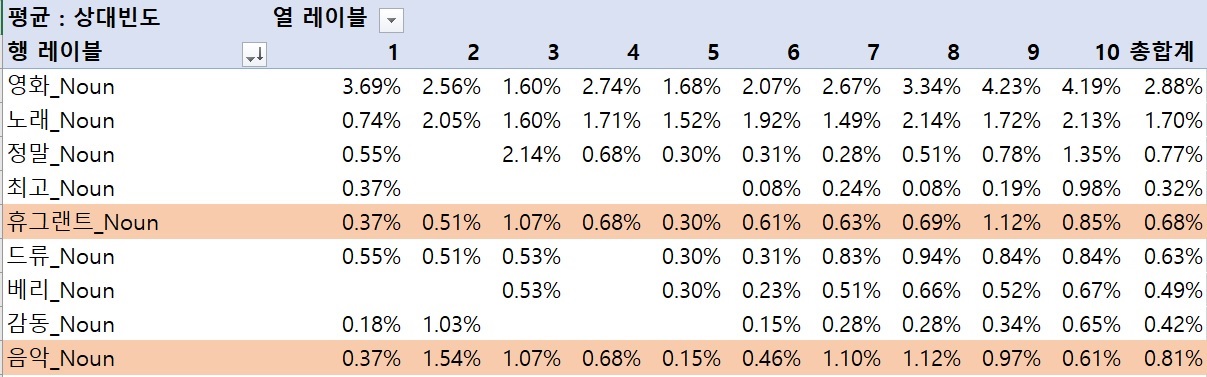 평균 : 상대빈도 열 레이블
행 레이블 1 2 3 4 5 6 7 8 9 10 총합계
영화_Noun 3.69% 2.56% 1.60% 2.74% 1.68% 2.07% 2.67% 3.34% 4.23% 4.19% 2.88%
노래_Noun 0.74% 2.05% 1.60% 1.71% 1.52% 1.92% 1.49% 2.14% 1.72% 2.13% 1.70%
정말_Noun 0.55% 2.14% 0.68% 0.30% 0.31% 0.28% 0.51% 0.78% 1.35% 0.77%
최고_Noun 0.37% 0.08% 0.24% 0.08% 0.19% 0.98% 0.32%
휴그랜트_Noun 0.37% 0.51% 1.07% 0.68% 0.30% 0.61% 0.63% 0.69% 1.12% 0.85% 0.68%
드류_Noun 0.55% 0.51% 0.53% 0.30% 0.31% 0.83% 0.94% 0.84% 0.84% 0.63%
베리_Noun 0.53% 0.30% 0.23% 0.51% 0.66% 0.52% 0.67% 0.49%
감동_Noun 0.18% 1.03% 0.15% 0.28% 0.28% 0.34% 0.65% 0.42%
음악_Noun 0.37% 1.54% 1.07% 0.68% 0.15% 0.46% 1.10% 1.12% 0.97% 0.61% 0.81%